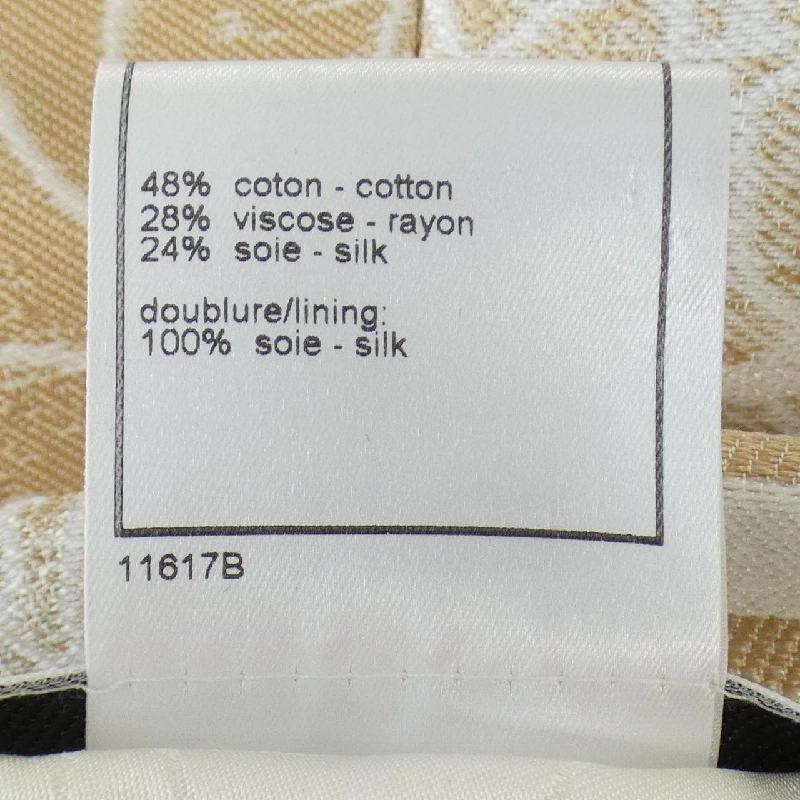 48% coton - cotton
28% viscose - rayon
24% soie - silk
doublure/lining:
100% soie - silk
11617B